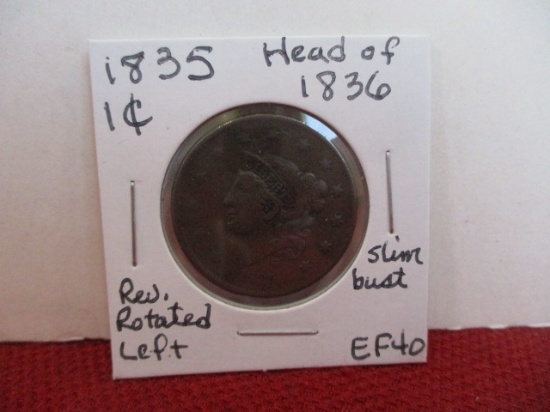 1835
1¢
Head of
1836
slim
bust
Rev.
Rotated
Left
EF40